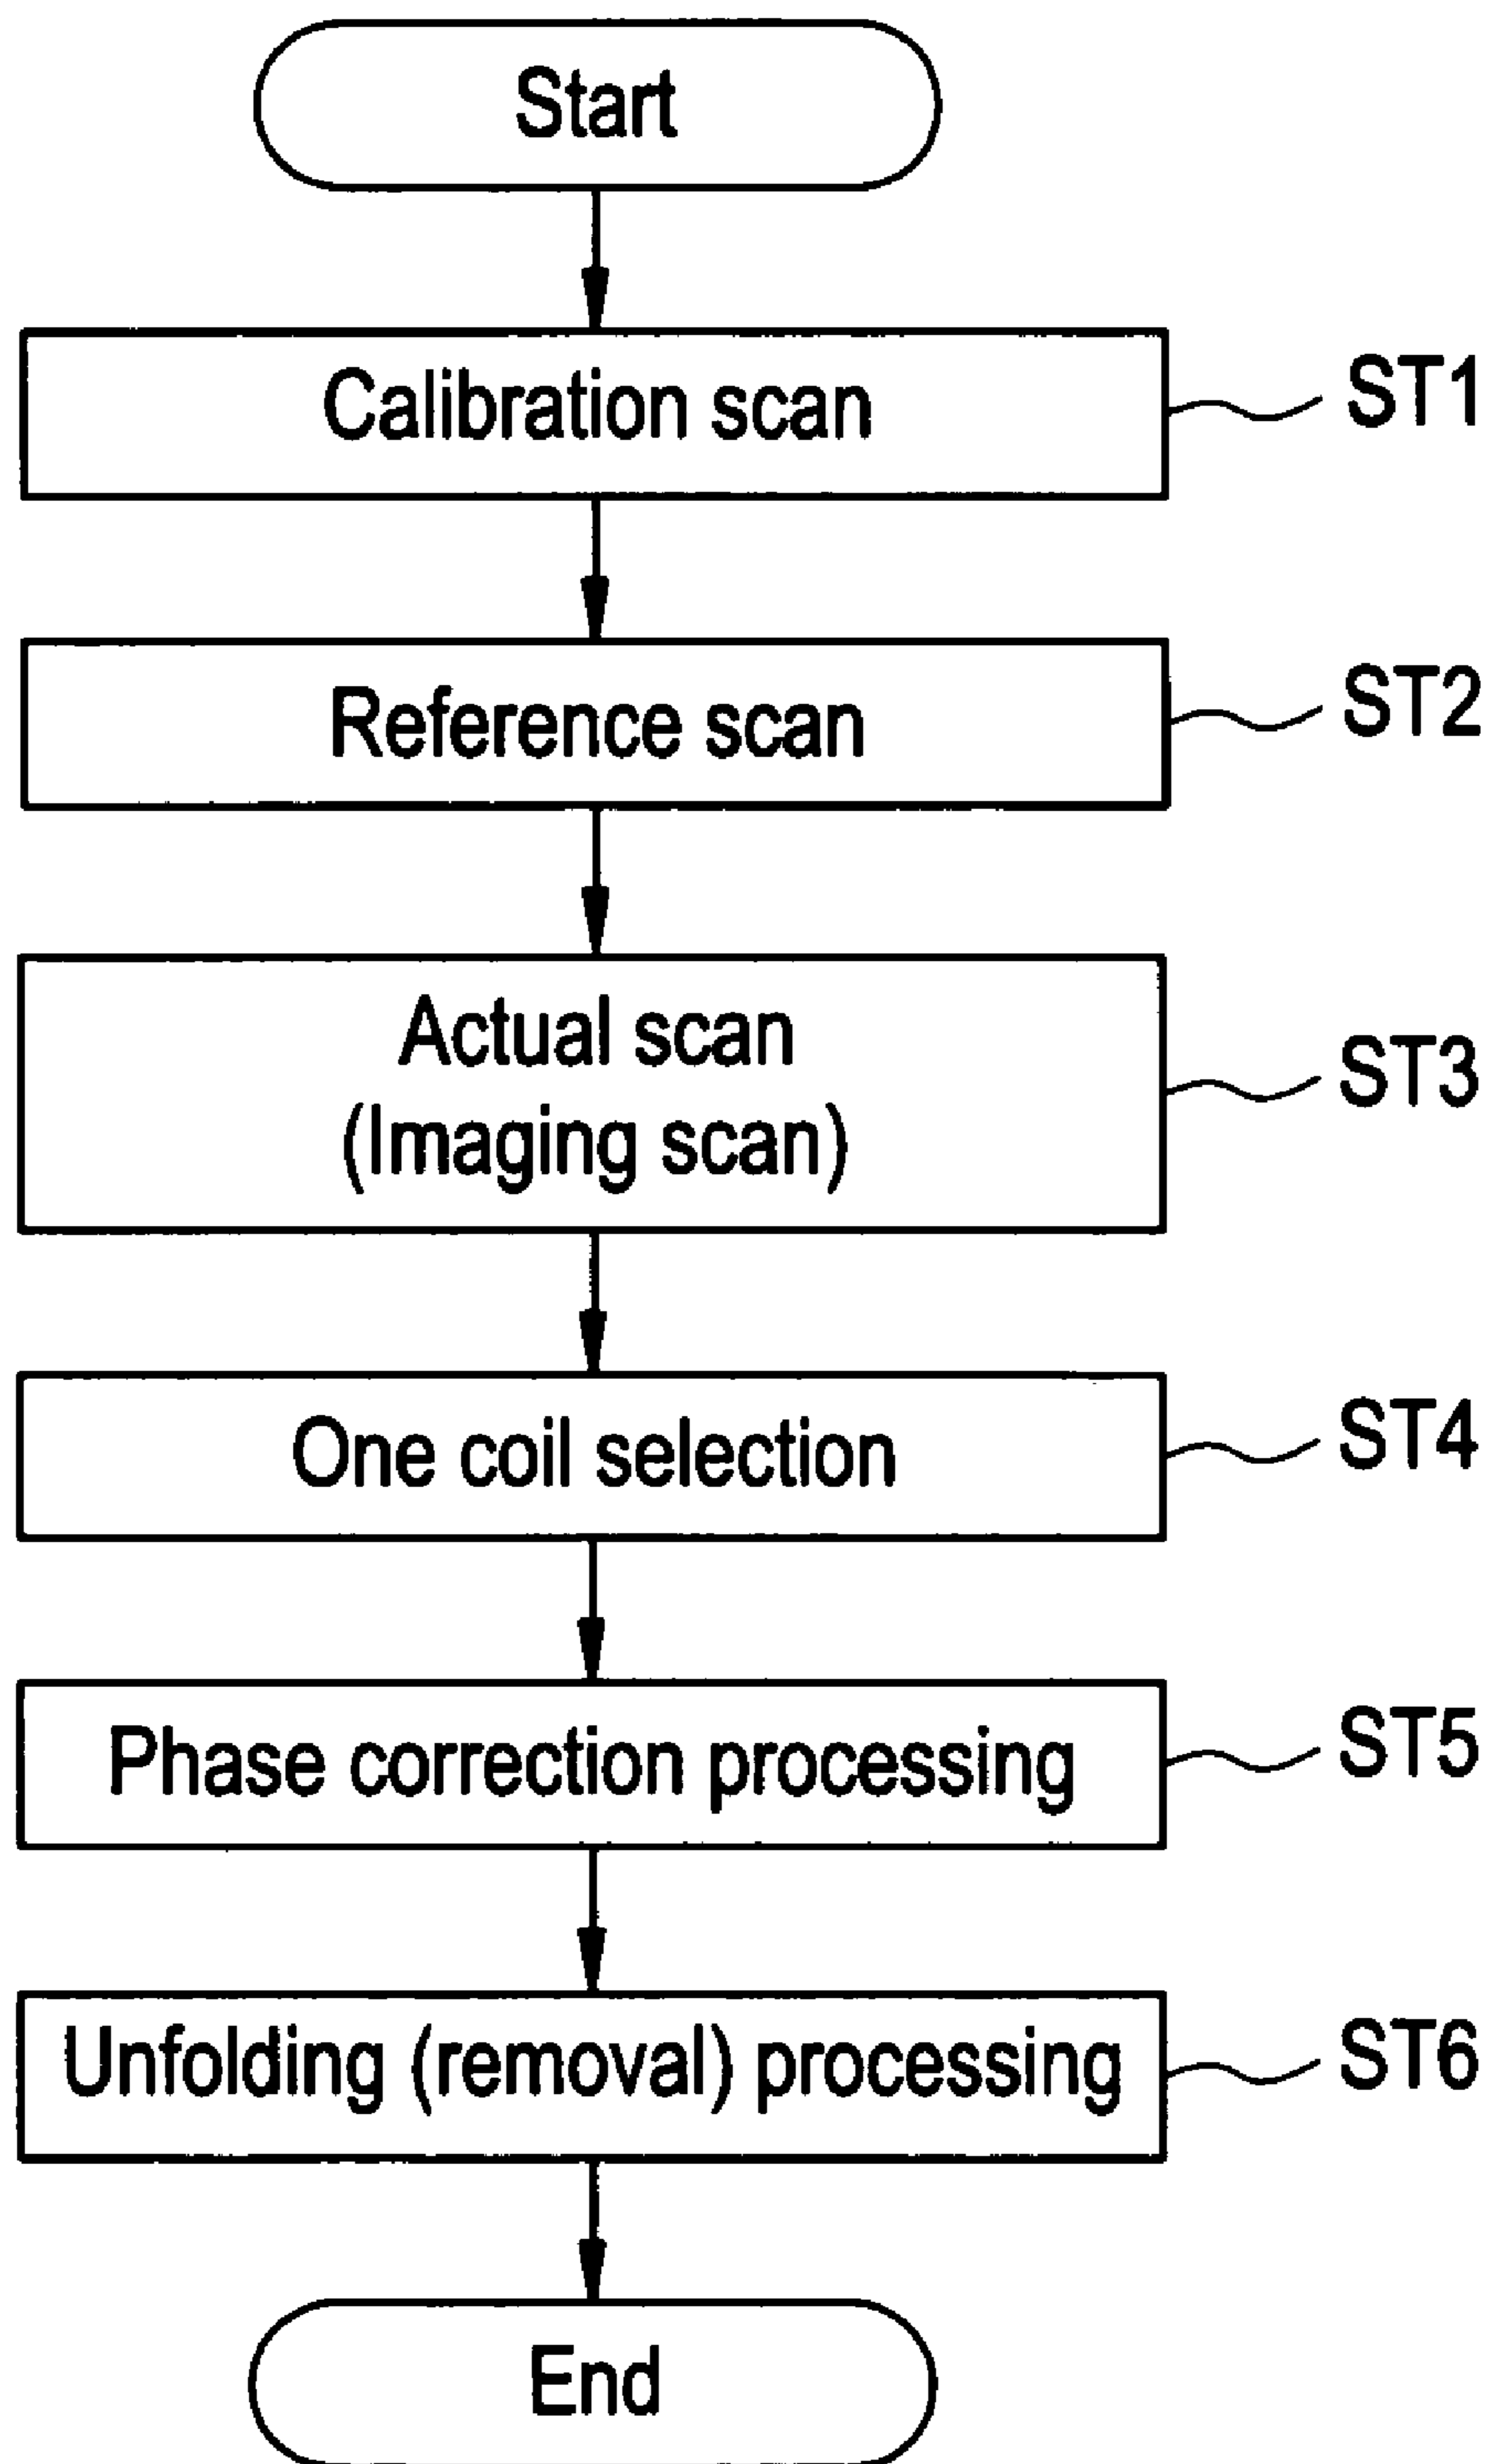 Start
Calibration scan
ST1
Reference scan
ST2
Actual scan
(Imaging scan)
ST3
One coil selection
ST4
Phase correction processing
ST5
Unfolding (removal) processing
ST6
End